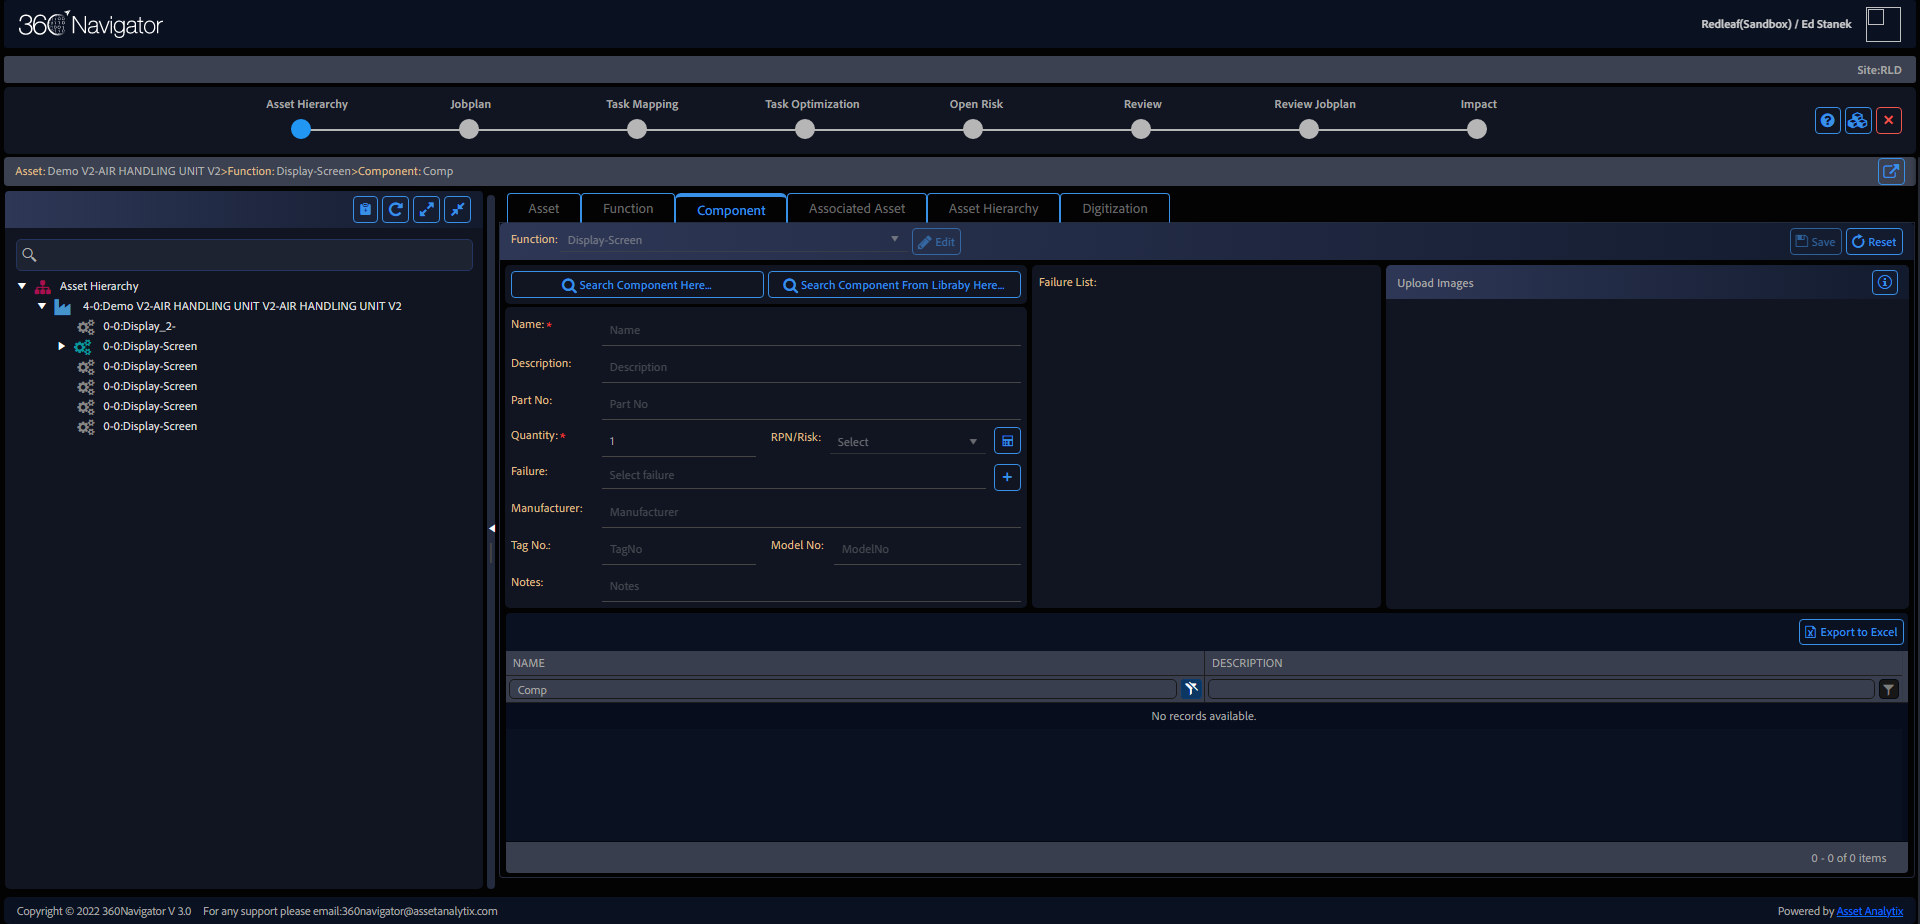 360 Navigator
Redleaf(Sandbox) / Ed Stanek
Site:RLD
Asset Hierarchy
Jobplan
Task Mapping
Task Optimization
Open Risk
Review
Review Jobplan
Impact
Asset: Demo V2-AIR HANDLING UNIT V2>Function: Display-Screen>Component: Comp
Asset
Function
Component
Associated Asset
Asset Hierarchy
Digitization
Function: Display-Screen
Edit
Save
Reset
Asset Hierarchy
4-0:Demo V2-AIR HANDLING UNIT V2-AIR HANDLING UNIT V2
0-0:Display_2-
0-0:Display-Screen
0-0:Display-Screen
0-0:Display-Screen
0-0:Display-Screen
0-0:Display-Screen
Search Component Here...
Search Component From Libraby Here...
Name:* Name
Description: Description
Part No: Part No
Quantity:* 1 RPN/Risk: Select
Failure: Select failure
Manufacturer: Manufacturer
Tag No.: TagNo Model No: ModelNo
Notes: Notes
Failure List:
Upload Images
Export to Excel
NAME DESCRIPTION
Comp
No records available.
0 - 0 of 0 items
Copyright © 2022 360Navigator V 3.0 For any support please email:360navigator@assetanalytix.com
Powered by Asset Analytix